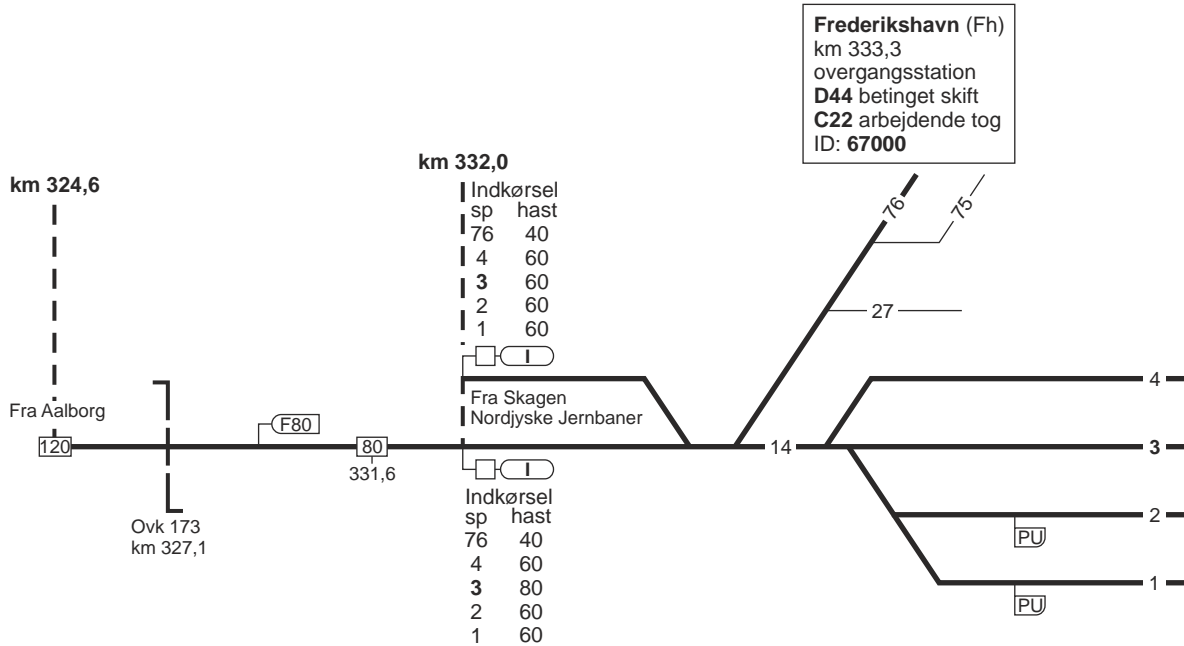 Frederikshavn (Fh)
km 333,3
overgangsstation
D44 betinget skift
C22 arbejdende tog
ID: 67000
km 324,6
km 332,0
Indkørsel
sp hast
76 40
4 60
3 60
2 60
1 60
I
76
75
27
Fra Aalborg
120
F80
80
331,6
Fra Skagen
Nordjyske Jernbaner
14
4
3
2
1
I
Indkørsel
sp hast
76 40
4 60
3 80
2 60
1 60
Ovk 173
km 327,1
PU
PU